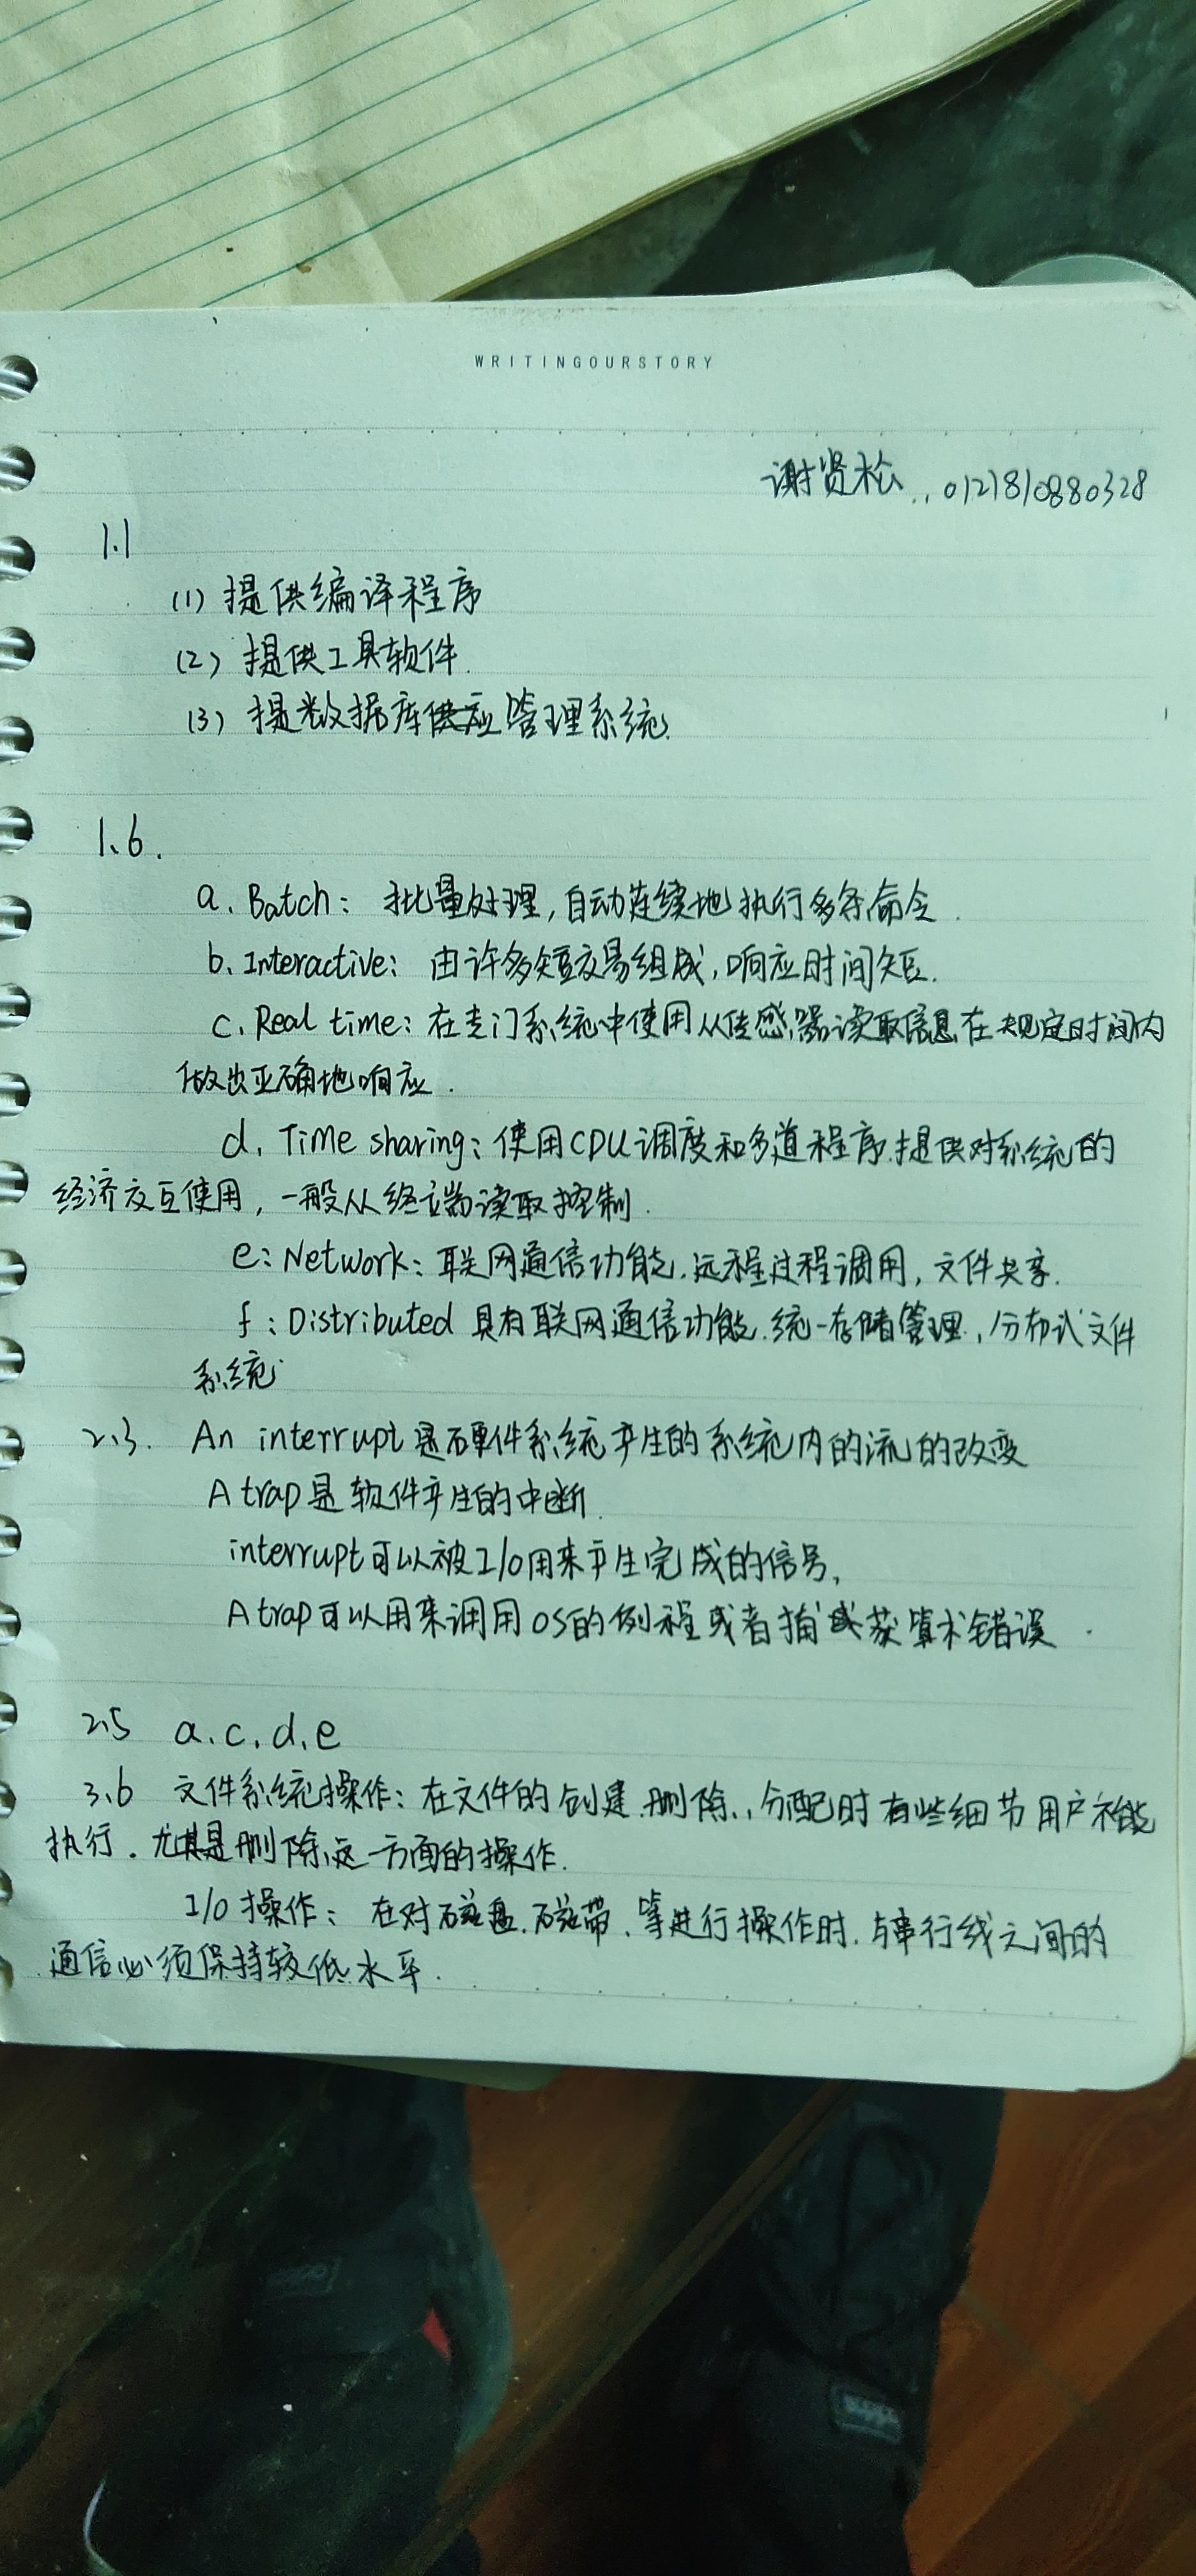 WRITINGOURSTORY
谢贤松 .. 0121810880328
1.1
(1) 提供编译程序
(2) 提供工具软件.
(3) 提数据库供应管理系统.
1.6.
a. Batch: 批量处理,自动连续地执行多条命令.
b. Interactive: 由许多短交易组成,响应时间短.
c. Real time: 在专门系统中使用从传感器读取信息,在规定时间内
做出正确地响应.
d. Time sharing: 使用CPU调度和多道程序.提供对系统的
经济交互使用,一般从终端读取控制.
e: Network: 联网通信功能.远程过程调用,文件共享.
f: Distributed 具有联网通信功能.统一存储管理,分布式文件
系统
2.3. An interrupt是硬件系统产生的系统内的流的改变
A trap是软件产生的中断.
interrupt可以被I/O用来产生完成的信号,
A trap可以用来调用OS的例程或者捕获算术错误.
2.5 a.c.d.e
3.6 文件系统操作: 在文件的创建.删除.,分配时有些细节用户不能
执行.尤其是删除这一方面的操作.
I/O操作: 在对磁盘.磁带.等进行操作时.与串行线之间的
通信必须保持较低水平.